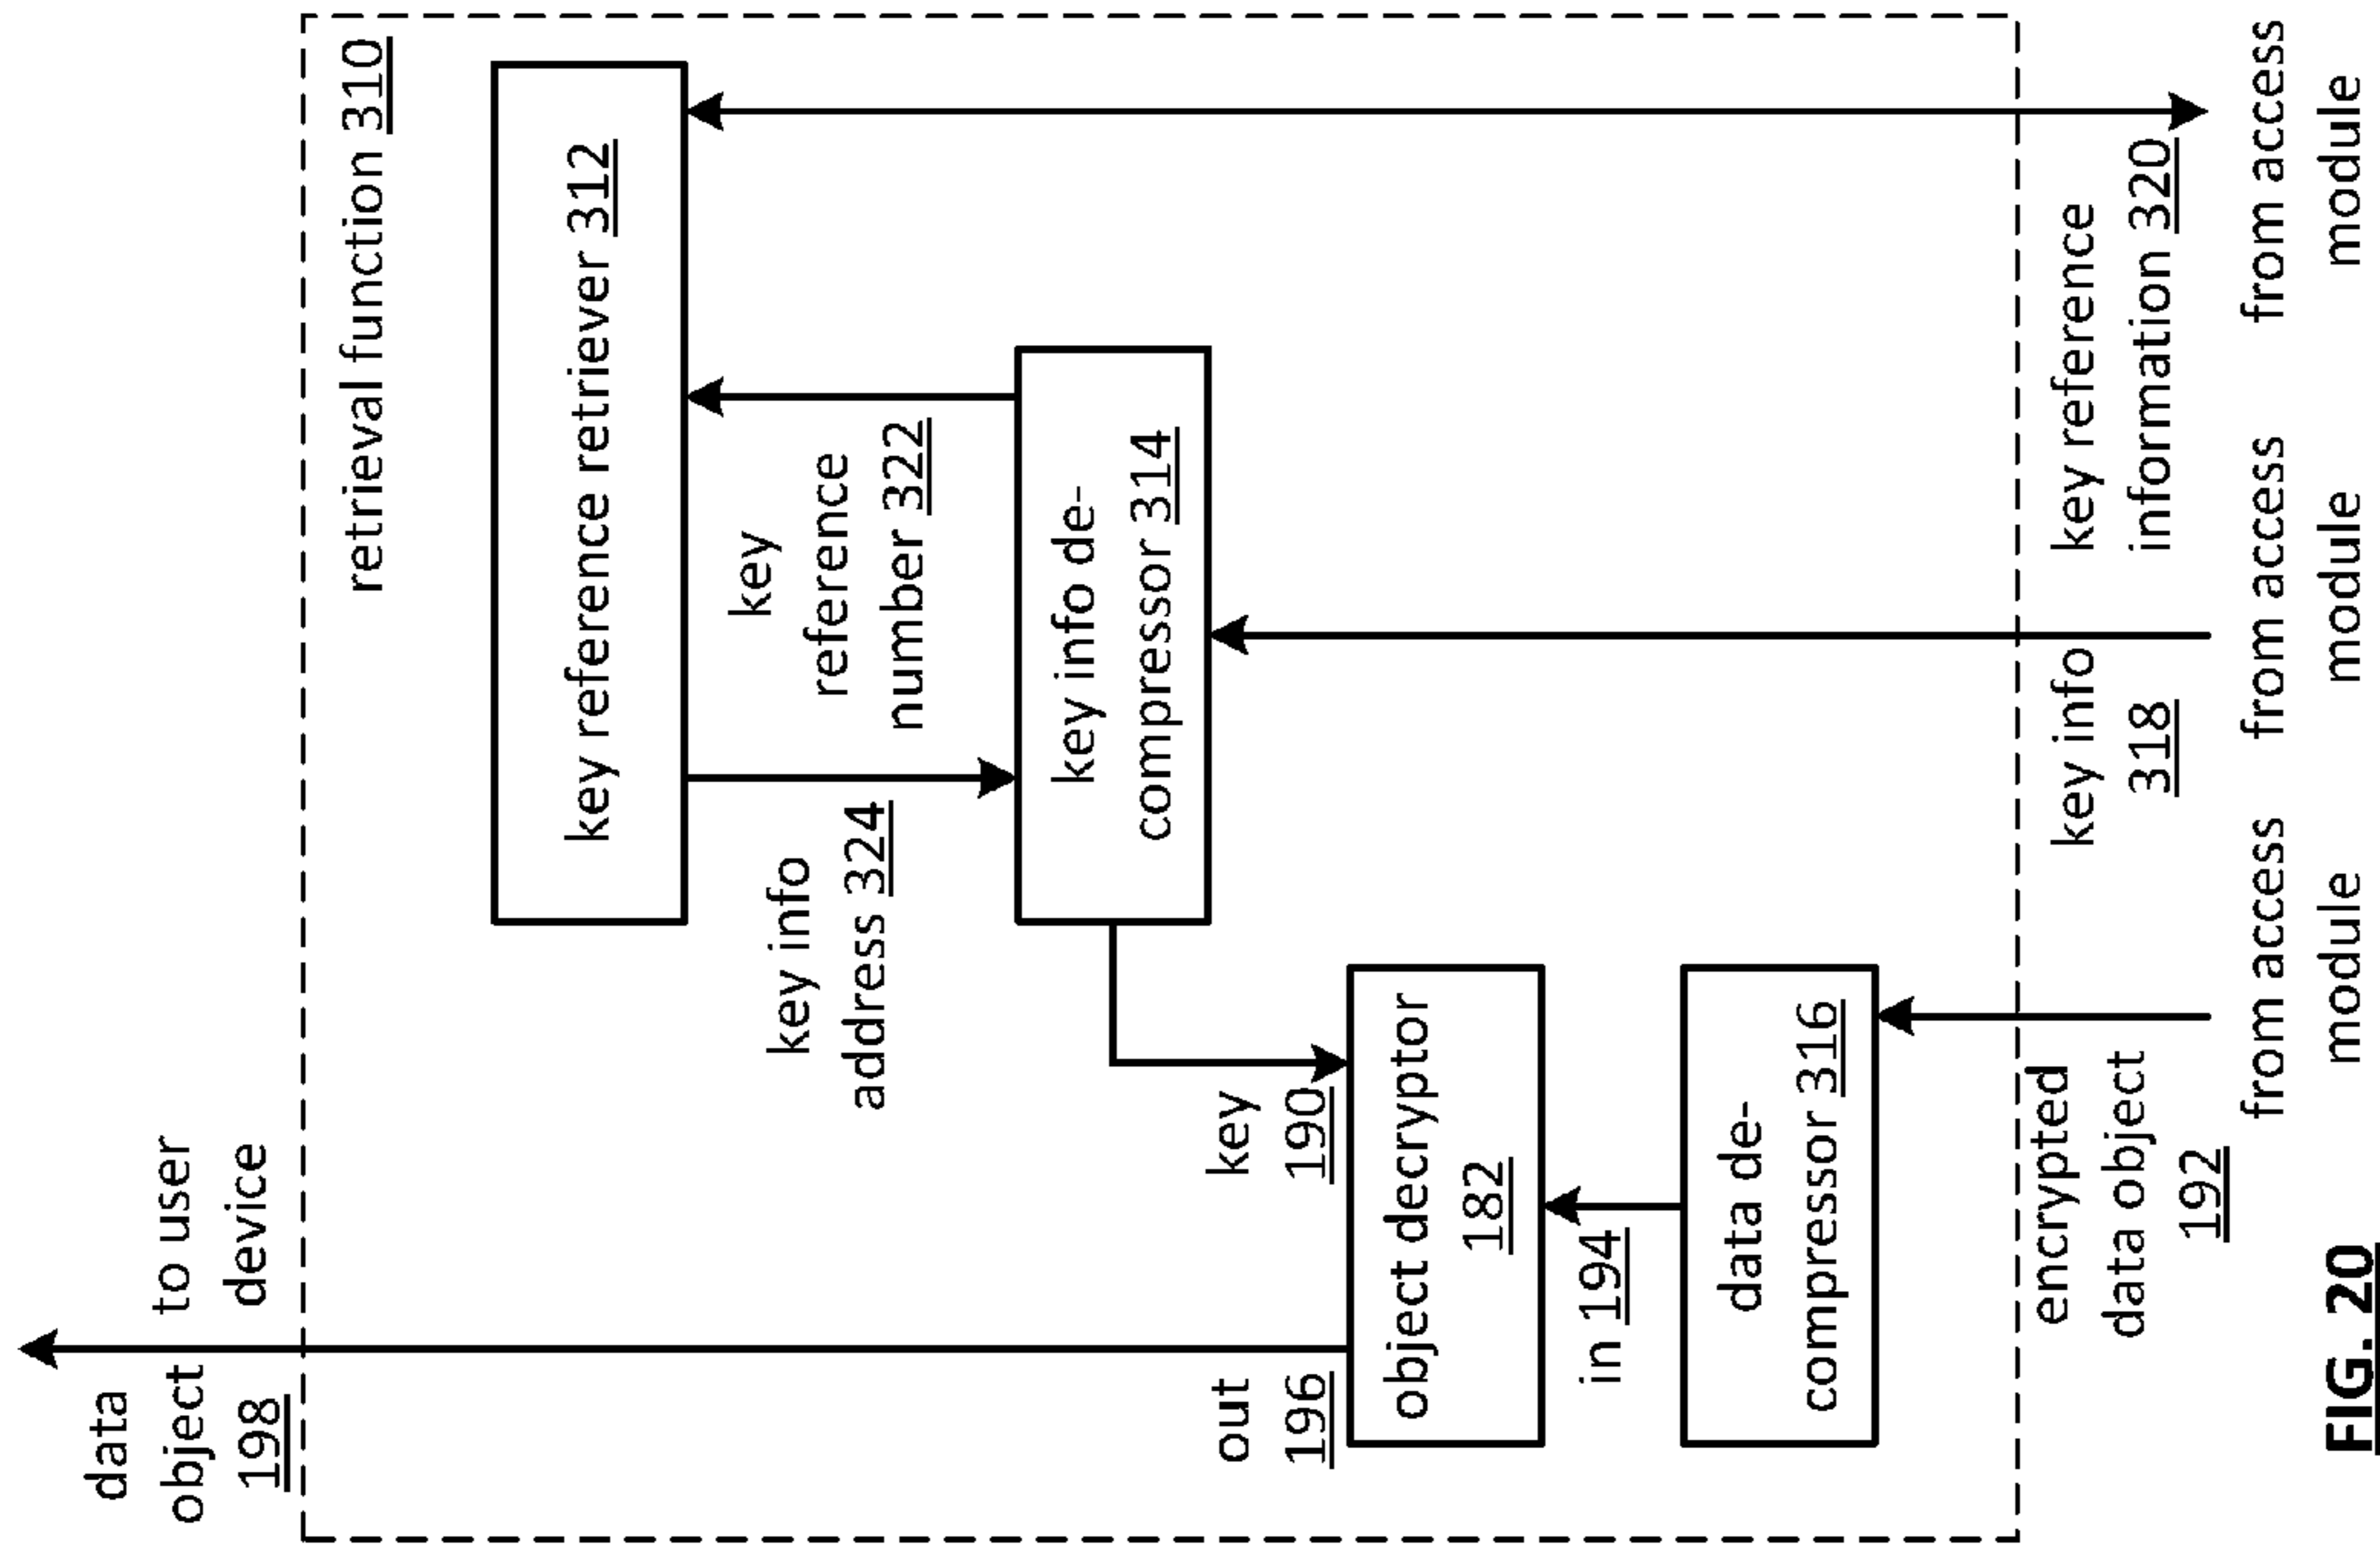 data
object
198
to user
device
retrieval function 310
key reference retriever 312
key info
address 324
key
reference
number 322
key info de-
compressor 314
out
196
key
190
object decryptor
182
in 194
data de-
compressor 316
encrypted
data object
192
key info
318
key reference
information 320
from access
module
from access
module
from access
module
FIG. 20